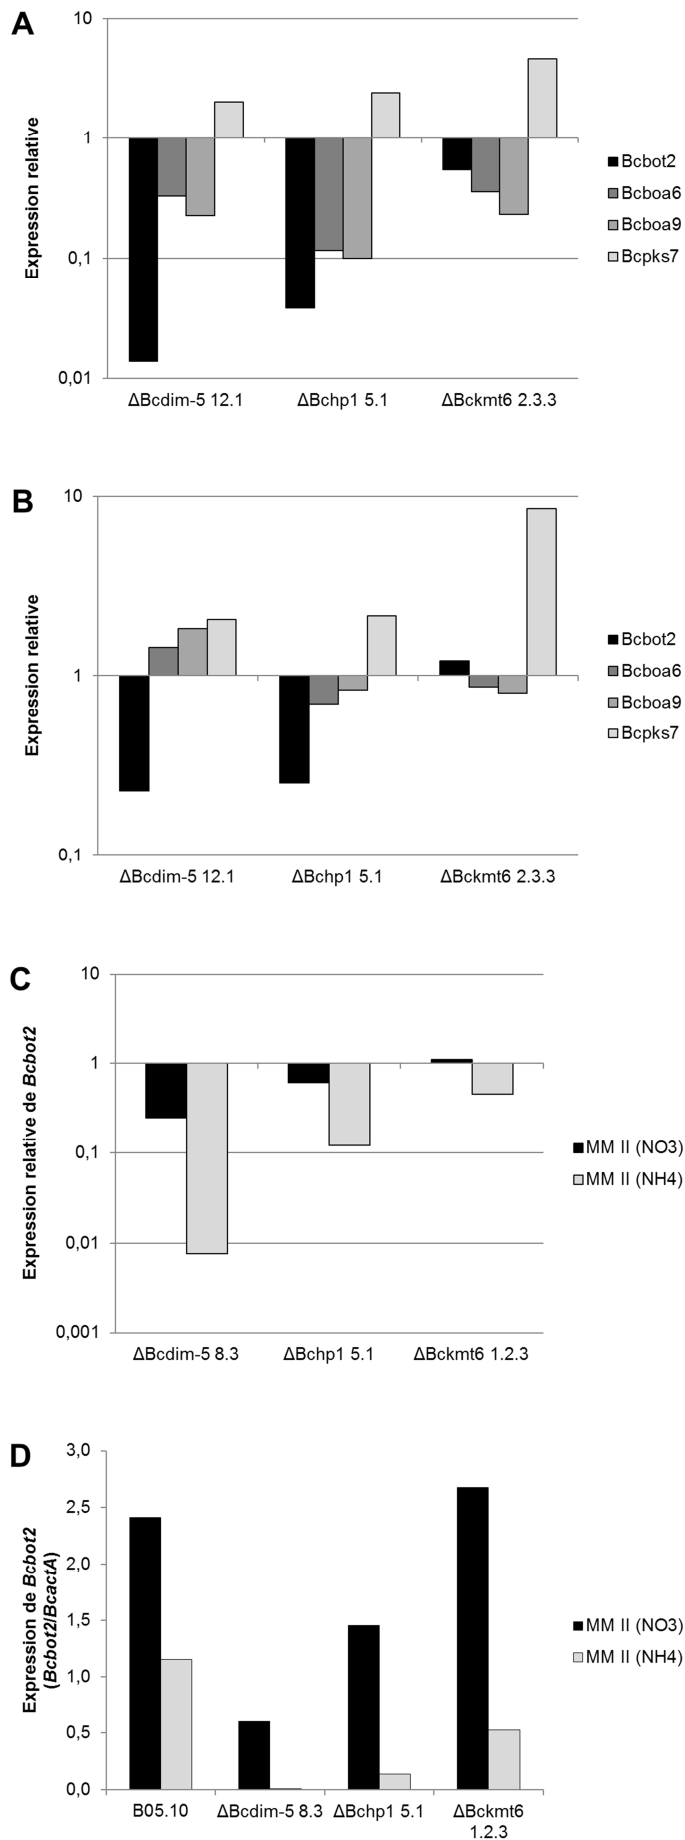 A
Expression relative
10
1
0,1
0,01
ΔBcdim-5 12.1
ΔBchp1 5.1
ΔBckmt6 2.3.3
Bcbot2
Bcboa6
Bcboa9
Bcpks7
B
Expression relative
10
1
0,1
ΔBcdim-5 12.1
ΔBchp1 5.1
ΔBckmt6 2.3.3
Bcbot2
Bcboa6
Bcboa9
Bcpks7
C
Expression relative de Bcbot2
10
1
0,1
0,01
0,001
ΔBcdim-5 8.3
ΔBchp1 5.1
ΔBckmt6 1.2.3
MM II (NO3)
MM II (NH4)
D
Expression de Bcbot2
(Bcbot2/BcactA)
3,0
2,5
2,0
1,5
1,0
0,5
0,0
B05.10
ΔBcdim-5 8.3
ΔBchp1 5.1
ΔBckmt6
1.2.3
MM II (NO3)
MM II (NH4)